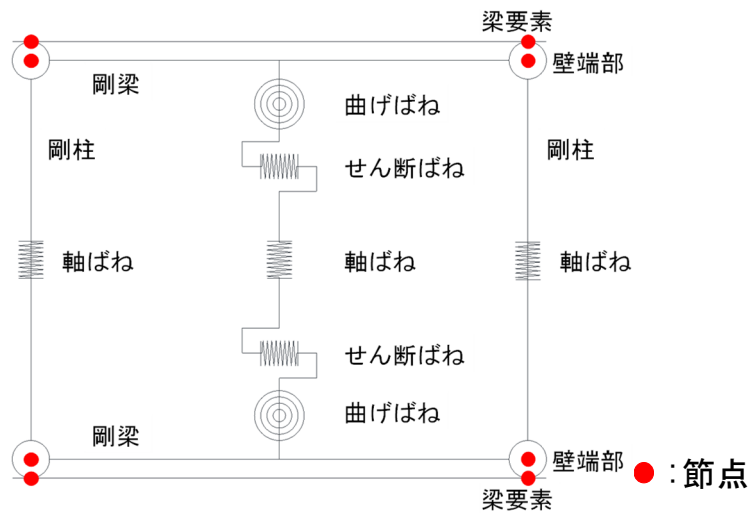 梁要素
壁端部
剛梁
曲げばね
剛柱
せん断ばね
剛柱
軸ばね
軸ばね
軸ばね
せん断ばね
曲げばね
剛梁
壁端部
:節点
梁要素